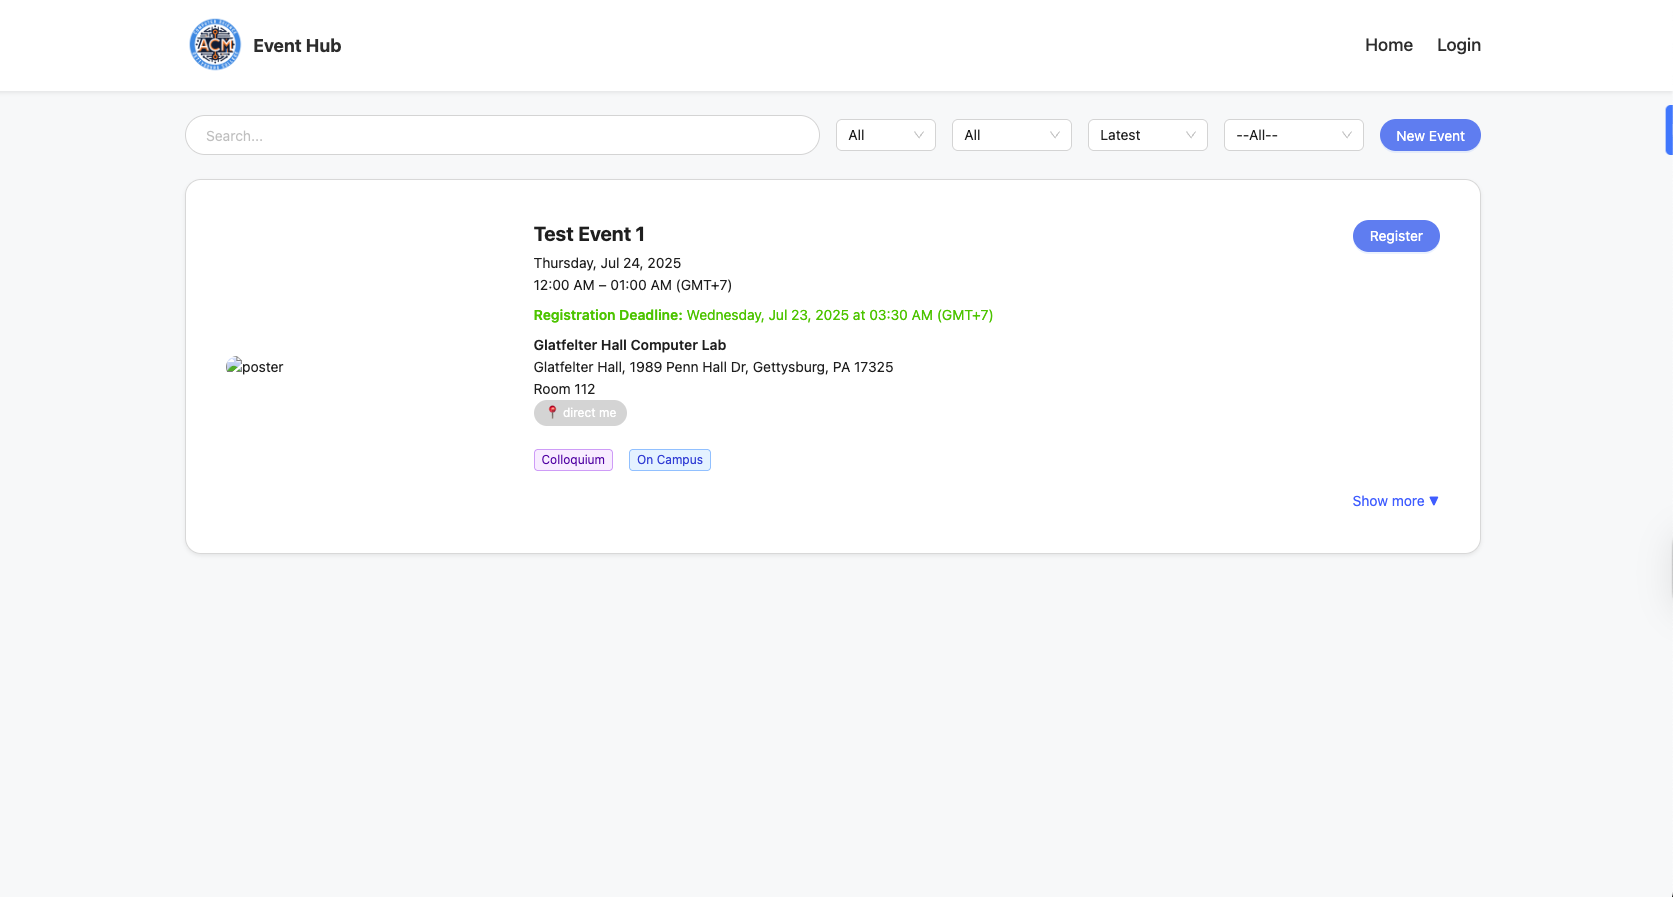 ACM
Event Hub
Home
Login
Search...
All
All
Latest
--All--
New Event
Test Event 1
Register
Thursday, Jul 24, 2025
12:00 AM – 01:00 AM (GMT+7)
Registration Deadline: Wednesday, Jul 23, 2025 at 03:30 AM (GMT+7)
Glatfelter Hall Computer Lab
Glatfelter Hall, 1989 Penn Hall Dr, Gettysburg, PA 17325
Room 112
poster
direct me
Colloquium
On Campus
Show more ▼